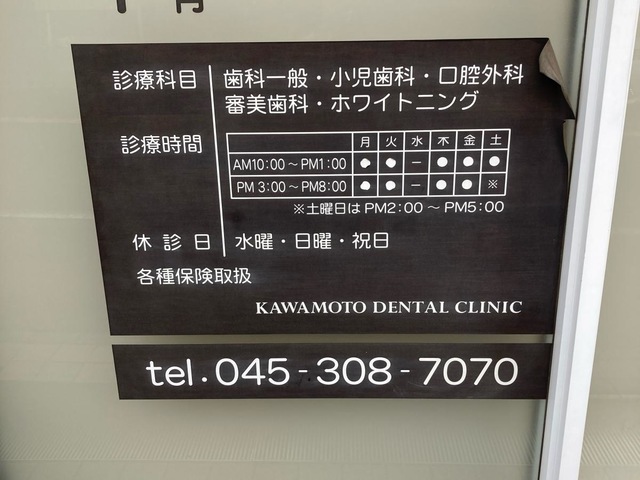 診療科目 歯科一般・小児歯科・口腔外科
審美歯科・ホワイトニング
診療時間 月 火 水 木 金 土
AM10:00～PM1:00 ● ● － ● ● ●
PM 3:00～PM8:00 ● ● － ● ● ※
※土曜日はPM2:00～PM5:00
休診日 水曜・日曜・祝日
各種保険取扱
KAWAMOTO DENTAL CLINIC
tel.045-308-7070